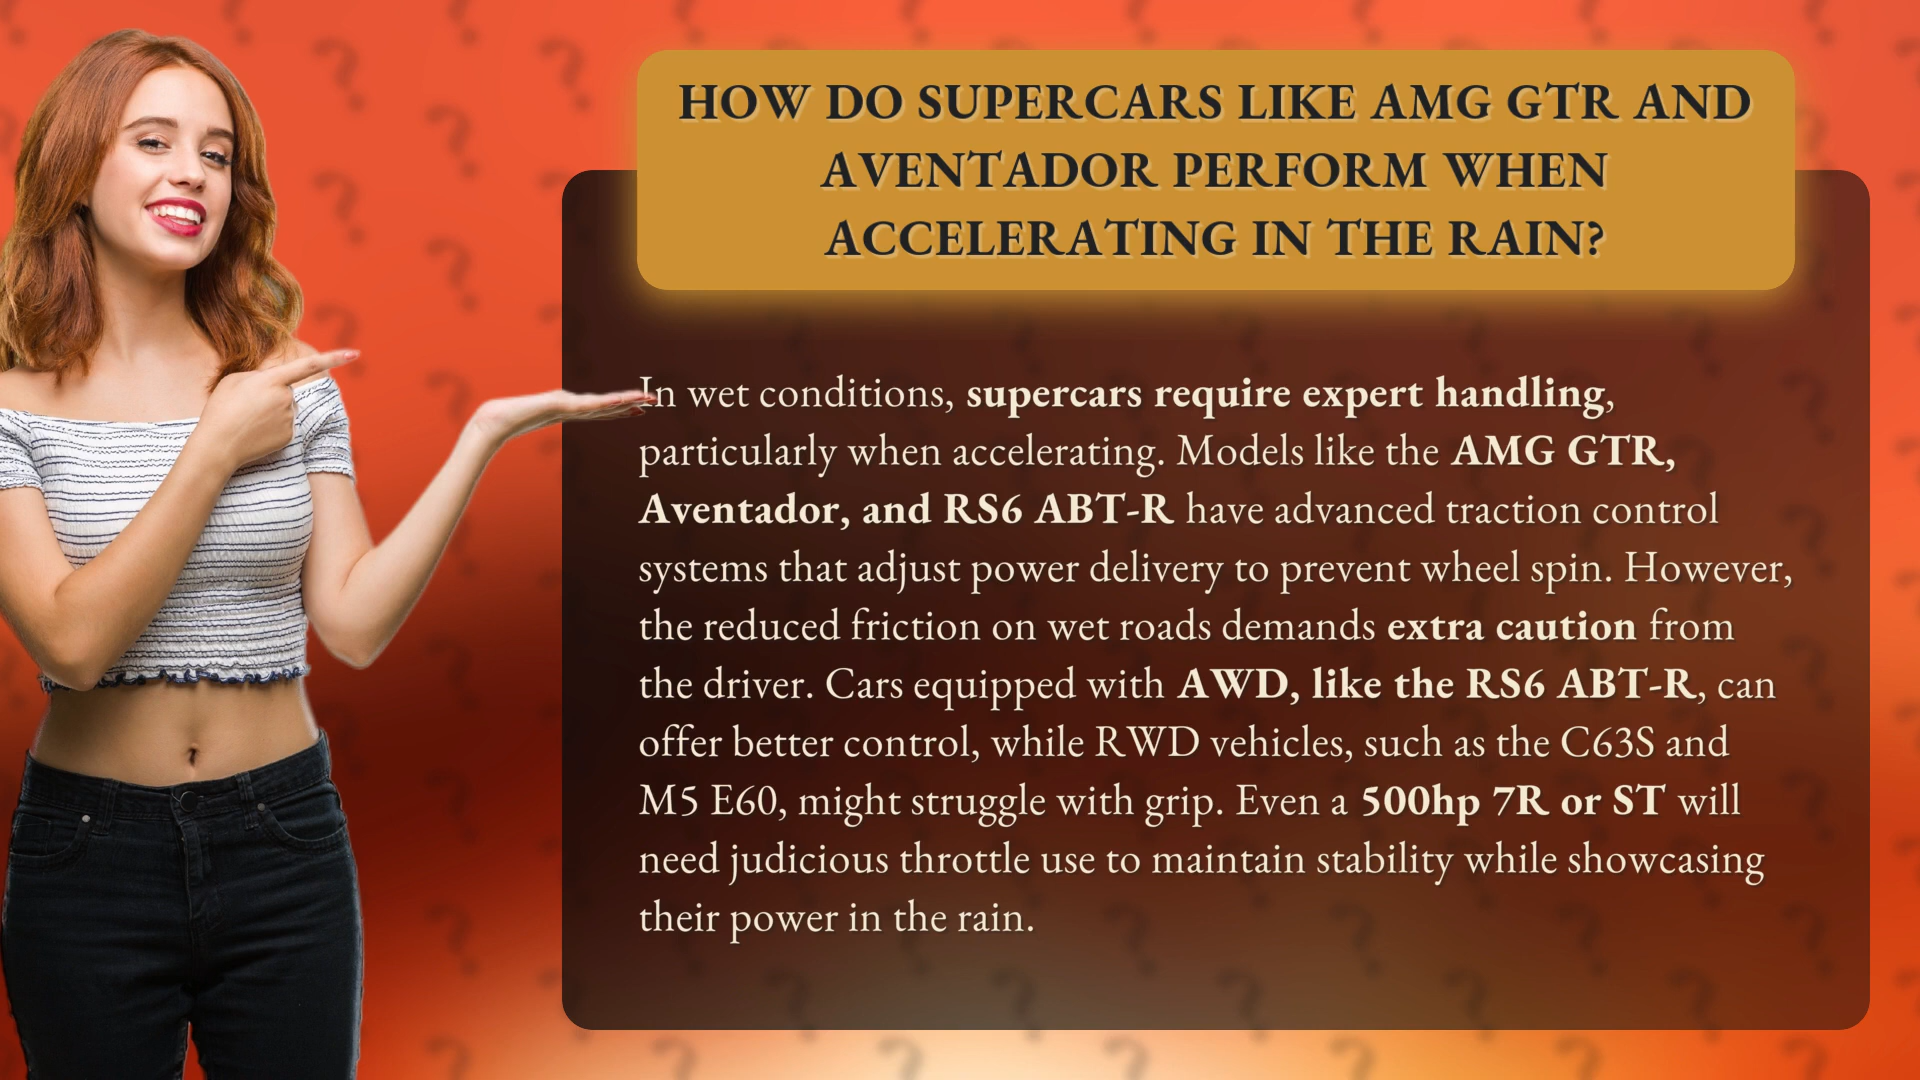 HOW DO SUPERCARS LIKE AMG GTR AND
AVENTADOR PERFORM WHEN
ACCELERATING IN THE RAIN?
In wet conditions, supercars require expert handling,
particularly when accelerating. Models like the AMG GTR,
Aventador, and RS6 ABT-R have advanced traction control
systems that adjust power delivery to prevent wheel spin. However,
the reduced friction on wet roads demands extra caution from
the driver. Cars equipped with AWD, like the RS6 ABT-R, can
offer better control, while RWD vehicles, such as the C63S and
M5 E60, might struggle with grip. Even a 500hp 7R or ST will
need judicious throttle use to maintain stability while showcasing
their power in the rain.